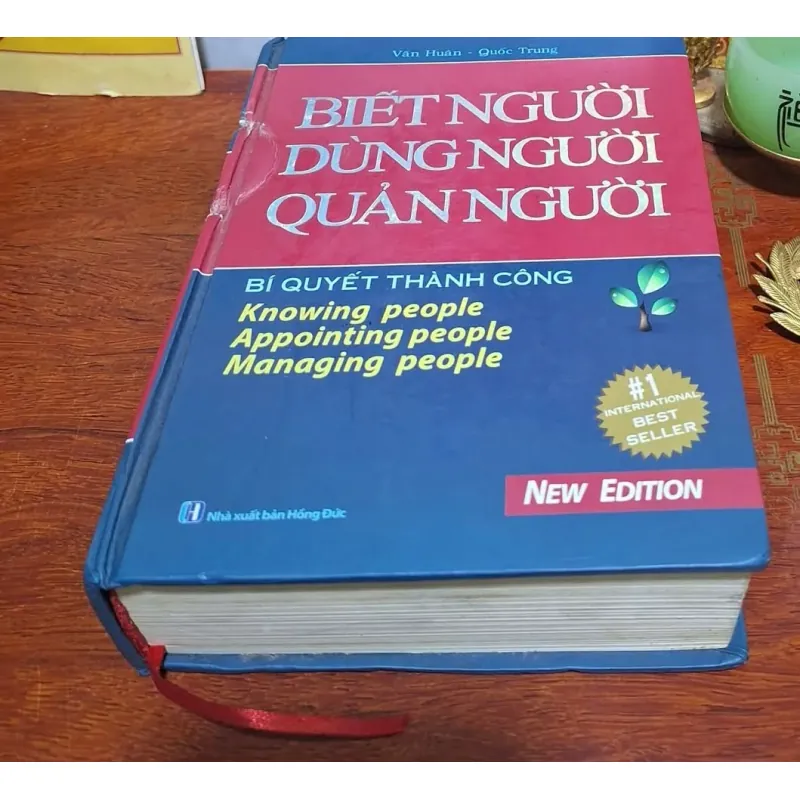 Văn Huân - Quốc Trung
BIẾT NGƯỜI
DÙNG NGƯỜI
QUẢN NGƯỜI
BÍ QUYẾT THÀNH CÔNG
Knowing people
Appointing people
Managing people
#1
INTERNATIONAL
BEST
SELLER
NEW EDITION
Nhà xuất bản Hồng Đức